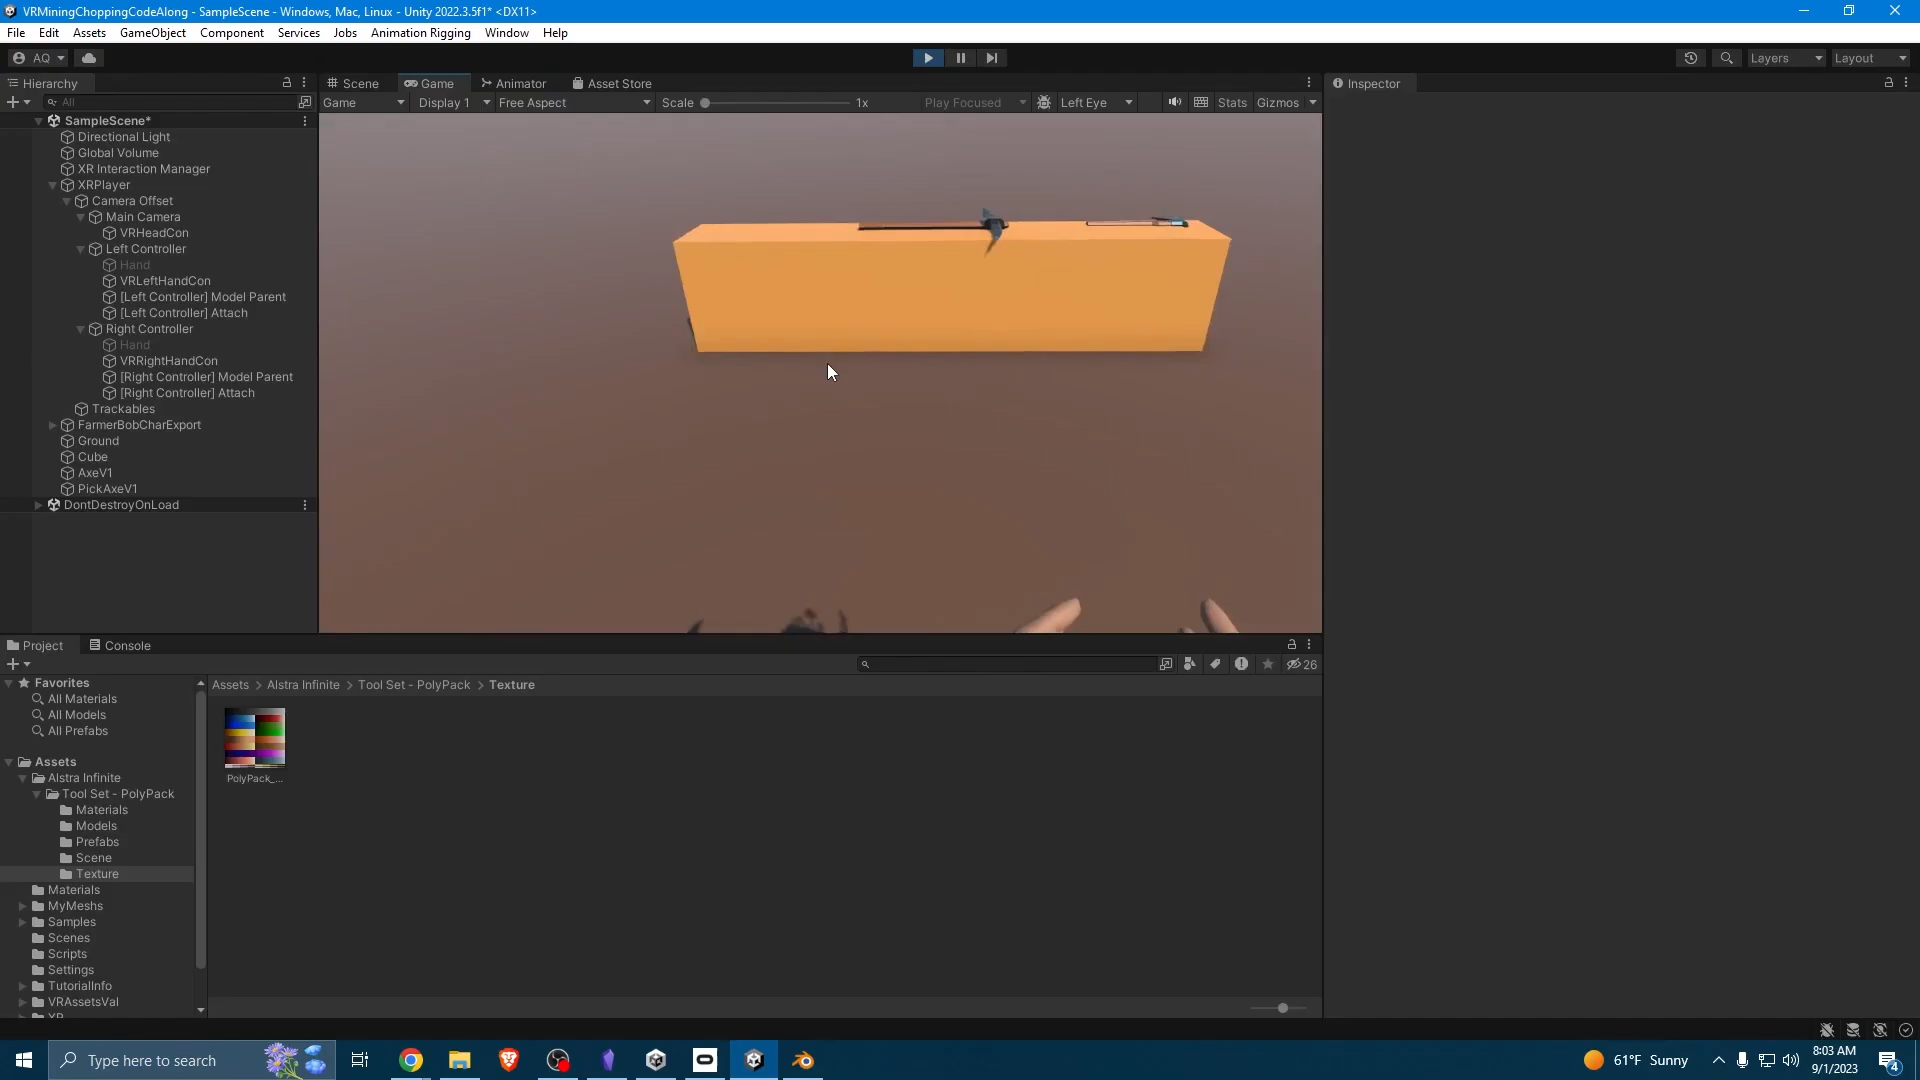 VRMiningChoppingCodeAlong - SampleScene - Windows, Mac, Linux - Unity 2022.3.5f1* <DX11>
File Edit Assets GameObject Component Services Jobs Animation Rigging Window Help
AQ Layers Layout
Hierarchy Scene Game Animator Asset Store Inspector
All Game Display 1 Free Aspect Scale 1x Play Focused Left Eye Stats Gizmos
SampleScene*
Directional Light
Global Volume
XR Interaction Manager
XRPlayer
Camera Offset
Main Camera
VRHeadCon
Left Controller
Hand
VRLeftHandCon
[Left Controller] Model Parent
[Left Controller] Attach
Right Controller
Hand
VRRightHandCon
[Right Controller] Model Parent
[Right Controller] Attach
Trackables
FarmerBobCharExport
Ground
Cube
AxeV1
PickAxeV1
DontDestroyOnLoad
Project Console
26
Favorites
All Materials
All Models
All Prefabs
Assets
Alstra Infinite
Tool Set - PolyPack
Materials
Models
Prefabs
Scene
Texture
Materials
MyMeshs
Samples
Scenes
Scripts
Settings
TutorialInfo
VRAssetsVal
XR
Assets > Alstra Infinite > Tool Set - PolyPack > Texture
PolyPack_...
Type here to search
61°F Sunny
8:03 AM
9/1/2023
4